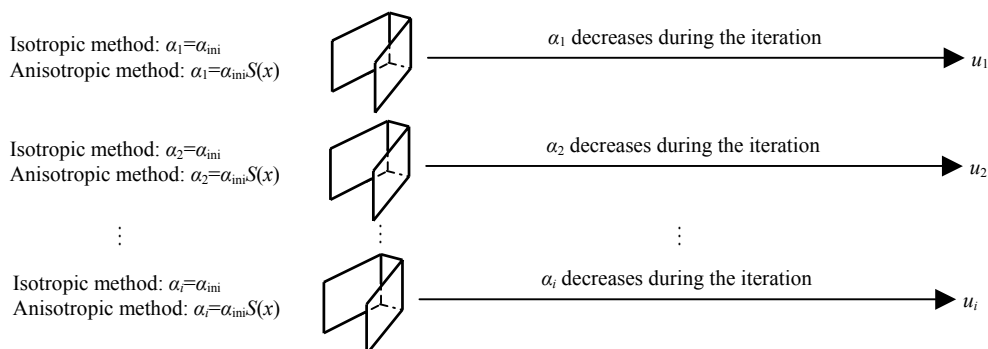 Isotropic method: α₁=αᵢₙᵢ
Anisotropic method: α₁=αᵢₙᵢS(x)
α₁ decreases during the iteration
u₁
Isotropic method: α₂=αᵢₙᵢ
Anisotropic method: α₂=αᵢₙᵢS(x)
α₂ decreases during the iteration
u₂
⋮ ⋮ ⋮
Isotropic method: αᵢ=αᵢₙᵢ
Anisotropic method: αᵢ=αᵢₙᵢS(x)
αᵢ decreases during the iteration
uᵢ